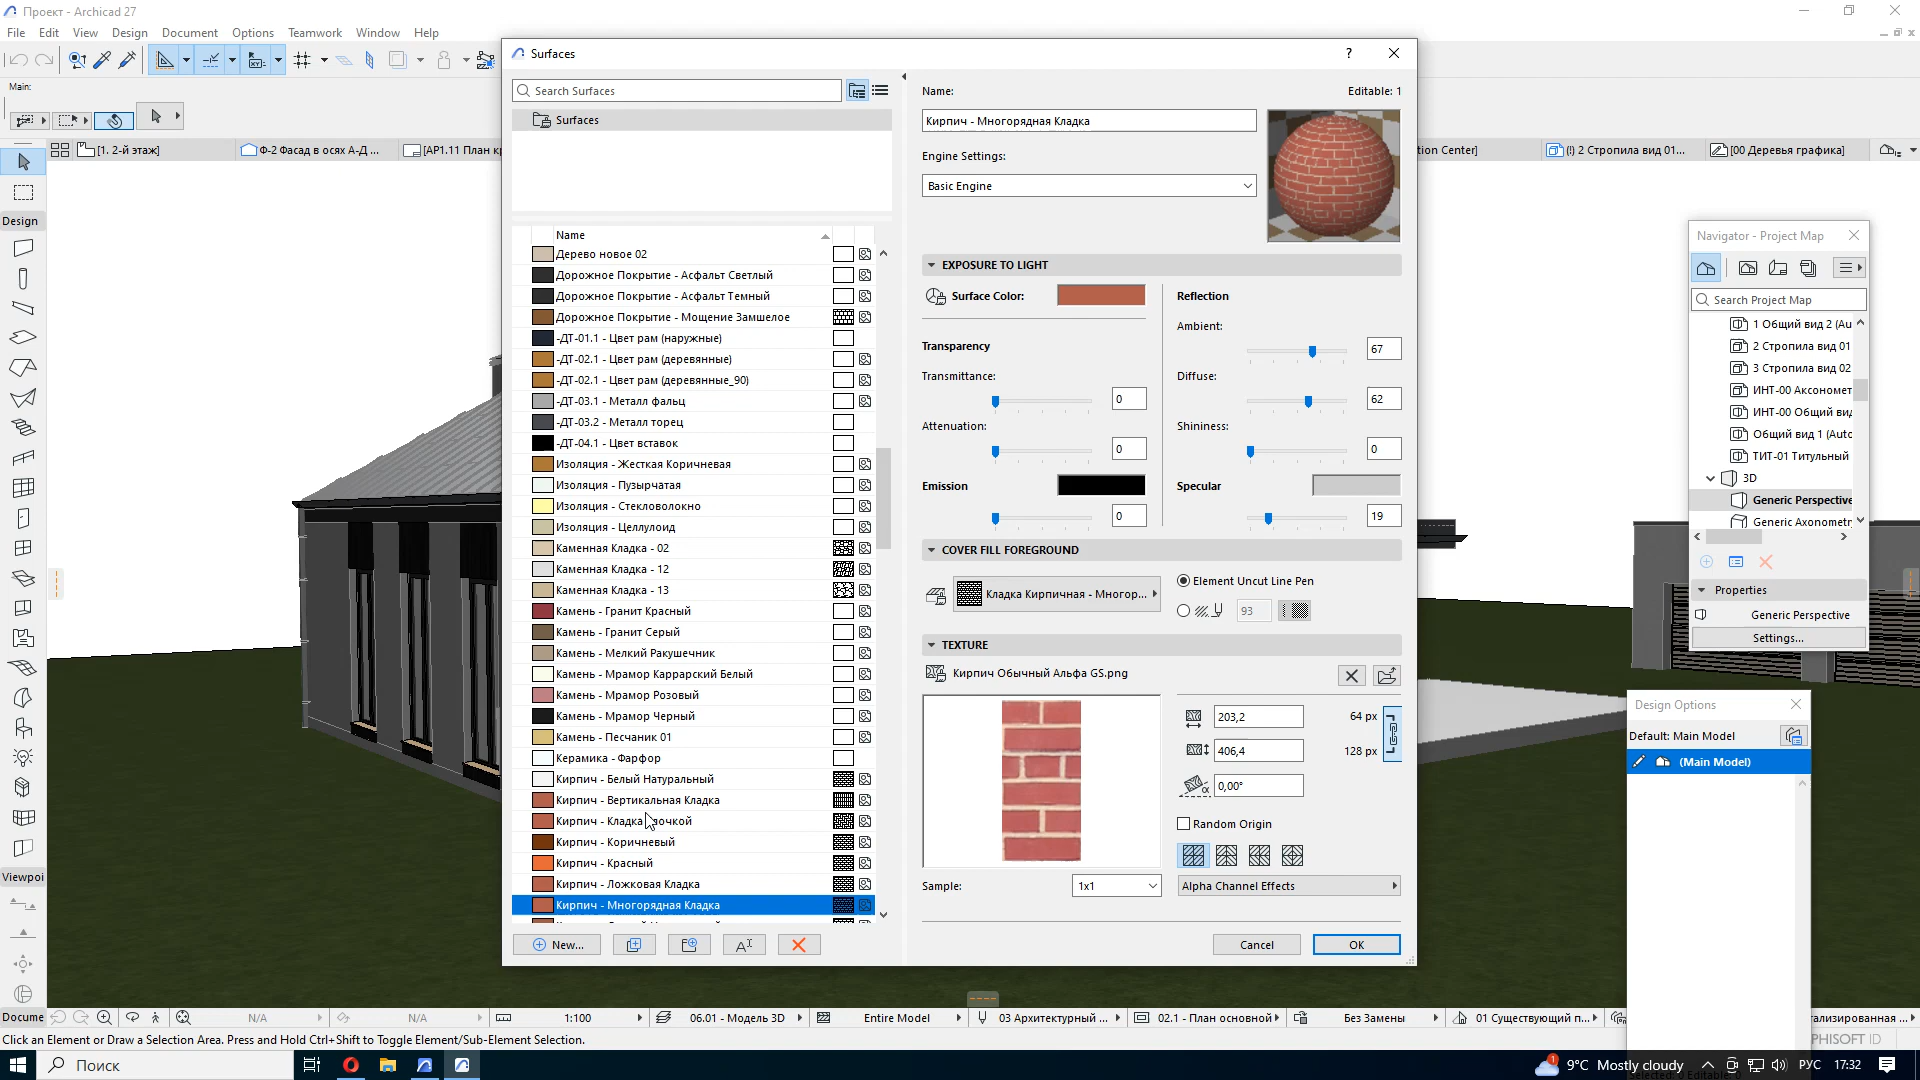 Проект - Archicad 27
File Edit View Design Document Options Teamwork Window Help
Main:
[1. 2-й этаж]
Ф-2 Фасад в осях А-Д ...
(!) 2 Стропила вид 01...
[00 Деревья графика]
Design
Viewpoi
Docume
Surfaces
?
Search Surfaces
Surfaces
Name
Дерево новое 02
Дорожное Покрытие - Асфальт Светлый
Дорожное Покрытие - Асфальт Темный
Дорожное Покрытие - Мощение Замшелое
-ДТ-01.1 - Цвет рам (наружные)
-ДТ-02.1 - Цвет рам (деревянные)
-ДТ-02.1 - Цвет рам (деревянные_90)
-ДТ-03.1 - Металл фальц
-ДТ-03.2 - Металл торец
-ДТ-04.1 - Цвет вставок
Изоляция - Жесткая Коричневая
Изоляция - Пузырчатая
Изоляция - Стекловолокно
Изоляция - Целлулоид
Каменная Кладка - 02
Каменная Кладка - 12
Каменная Кладка - 13
Камень - Гранит Красный
Камень - Гранит Серый
Камень - Мелкий Ракушечник
Камень - Мрамор Каррарский Белый
Камень - Мрамор Розовый
Камень - Мрамор Черный
Камень - Песчаник 01
Керамика - Фарфор
Кирпич - Белый Натуральный
Кирпич - Вертикальная Кладка
Кирпич - Кладка
Кирпич - Коричневый
Кирпич - Красный
Кирпич - Ложковая Кладка
Кирпич - Многорядная Кладка
New...
Name:
Editable: 1
Кирпич - Многорядная Кладка
Engine Settings:
Basic Engine
EXPOSURE TO LIGHT
Surface Color:
Transparency
Transmittance:
0
Attenuation:
0
Emission
0
Reflection
Ambient:
67
Diffuse:
62
Shininess:
0
Specular
19
COVER FILL FOREGROUND
Кладка Кирпичная - Многор...
Element Uncut Line Pen
93
TEXTURE
Кирпич Обычный Альфа GS.png
203,2
64 px
406,4
128 px
0,00°
Random Origin
Sample:
1x1
Alpha Channel Effects
Cancel
OK
Navigator - Project Map
Search Project Map
1 Общий вид 2 (Au
2 Стропила вид 01
3 Стропила вид 02
ИНТ-00 Аксономет
ИНТ-00 Общий ви
Общий вид 1 (Auto
ТИТ-01 Титульный
3D
Generic Perspective
Generic Axonometr
Properties
Generic Perspective
Settings...
Design Options
Default: Main Model
(Main Model)
N/A
N/A
1:100
06.01 - Модель 3D
Entire Model
03 Архитектурный ...
02.1 - План основной
Без Замены
01 Существующий п...
Click an Element or Draw a Selection Area. Press and Hold Ctrl+Shift to Toggle Element/Sub-Element Selection.
PHISOFT ID
Поиск
1
9°C Mostly cloudy
РУС
17:32